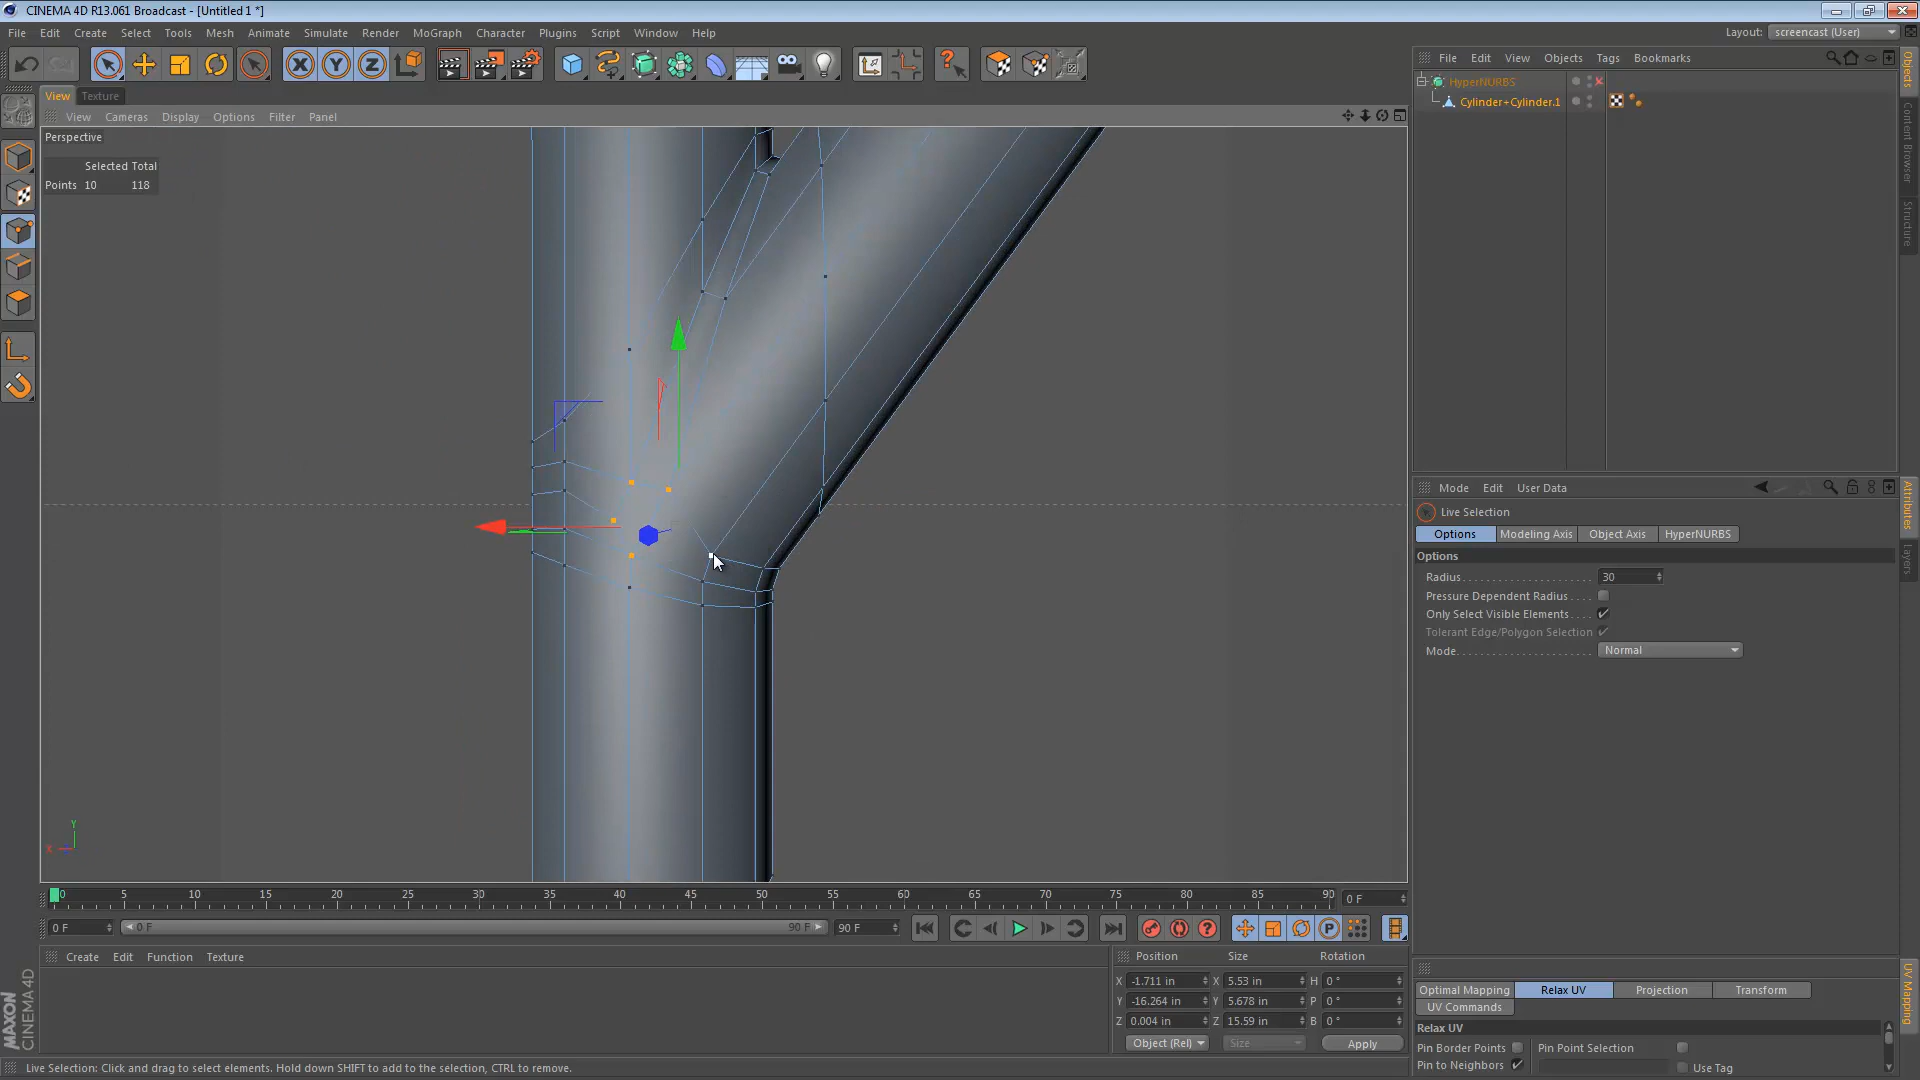 CINEMA 4D R13.061 Broadcast - [Untitled 1 *]
File Edit Create Select Tools Mesh Animate Simulate Render MoGraph Character Plugins Script Window Help
Layout: screencast (User)
View Texture
View Cameras Display Options Filter Panel
Perspective
Selected Total
Points 10 118
File Edit View Objects Tags Bookmarks
HyperNURBS
Cylinder+Cylinder.1
Objects
Content Browser
Structure
Mode Edit User Data
Live Selection
Options Modeling Axis Object Axis HyperNURBS
Options
Radius 30
Pressure Dependent Radius
Only Select Visible Elements
Tolerant Edge/Polygon Selection
Mode Normal
Attributes
Layers
Y
X
0 5 10 15 20 25 30 35 40 45 50 55 60 65 70 75 80 85 90
0 F
0 F 0 F 90 F 90 F
Create Edit Function Texture
Position Size Rotation
X -1.711 in X 5.53 in H 0 °
Y -16.264 in Y 5.678 in P 0 °
Z 0.004 in Z 15.59 in B 0 °
Object (Rel) Size Apply
MAXON
CINEMA 4D
Optimal Mapping Relax UV Projection Transform
UV Commands
Relax UV
Pin Border Points Pin Point Selection
Pin to Neighbors Use Tag
UV Mapping
Live Selection: Click and drag to select elements. Hold down SHIFT to add to the selection, CTRL to remove.